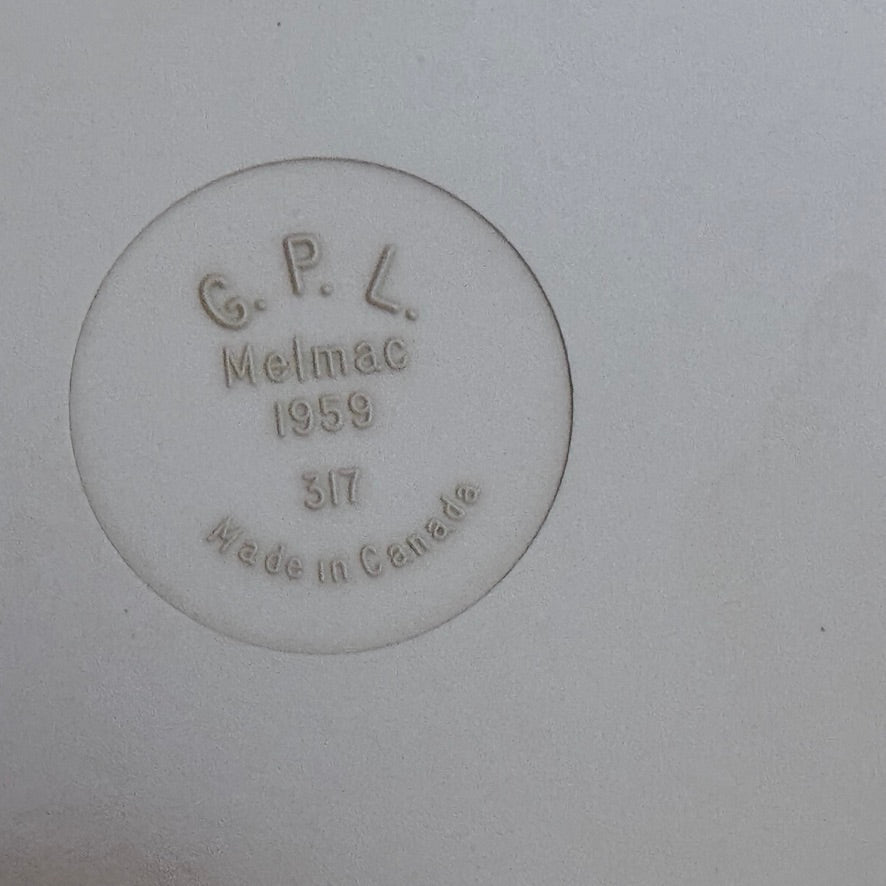 G. P. L.
Melmac
1959
317
Made in Canada